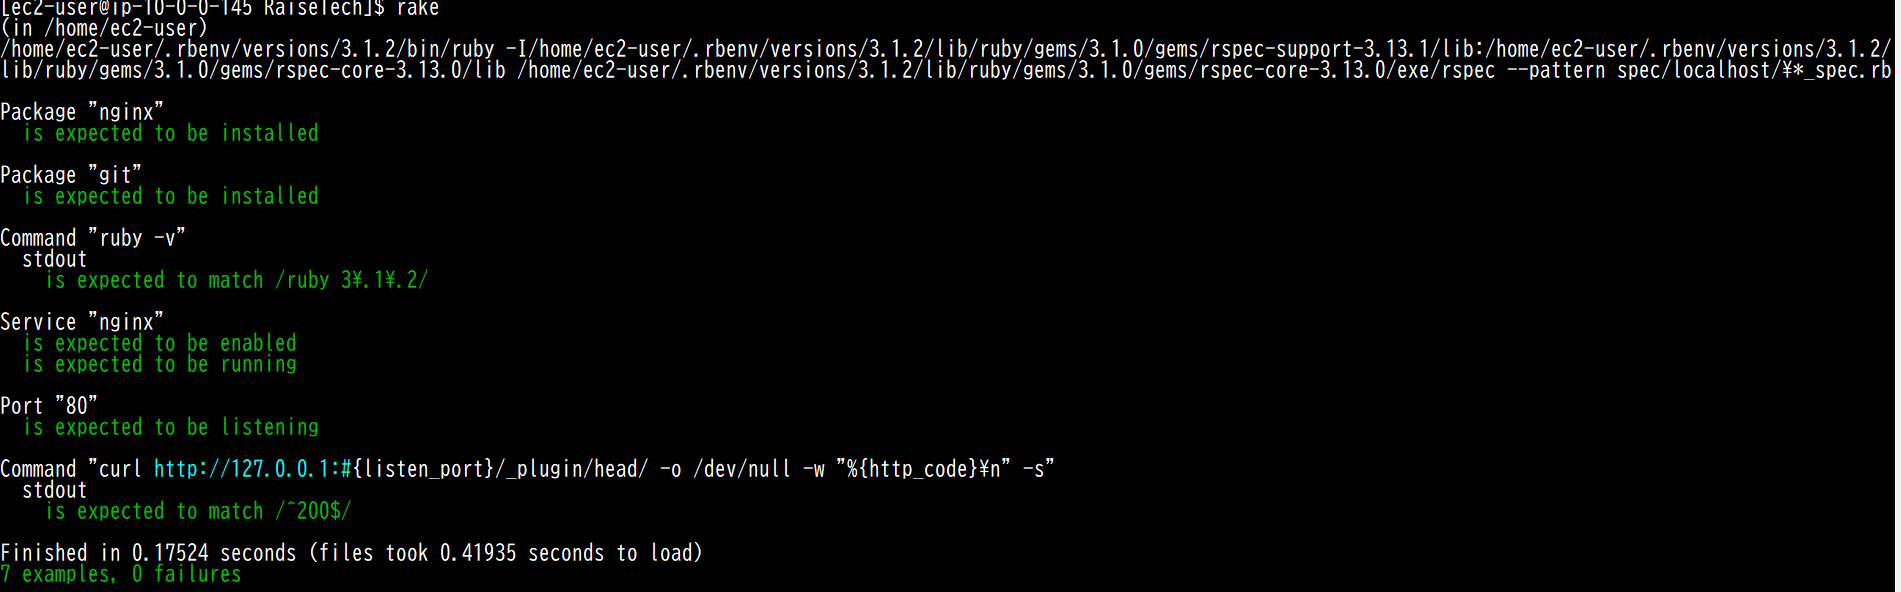 [ec2-user@ip-10-0-0-145 RaiseTech]$ rake
(in /home/ec2-user)
/home/ec2-user/.rbenv/versions/3.1.2/bin/ruby -I/home/ec2-user/.rbenv/versions/3.1.2/lib/ruby/gems/3.1.0/gems/rspec-support-3.13.1/lib:/home/ec2-user/.rbenv/versions/3.1.2/
lib/ruby/gems/3.1.0/gems/rspec-core-3.13.0/lib /home/ec2-user/.rbenv/versions/3.1.2/lib/ruby/gems/3.1.0/gems/rspec-core-3.13.0/exe/rspec --pattern spec/localhost/¥*_spec.rb
Package "nginx"
is expected to be installed
Package "git"
is expected to be installed
Command "ruby -v"
stdout
is expected to match /ruby 3¥.1¥.2/
Service "nginx"
is expected to be enabled
is expected to be running
Port "80"
is expected to be listening
Command "curl http://127.0.0.1:#{listen_port}/_plugin/head/ -o /dev/null -w "%{http_code}¥n" -s"
stdout
is expected to match /^200$/
Finished in 0.17524 seconds (files took 0.41935 seconds to load)
7 examples, 0 failures